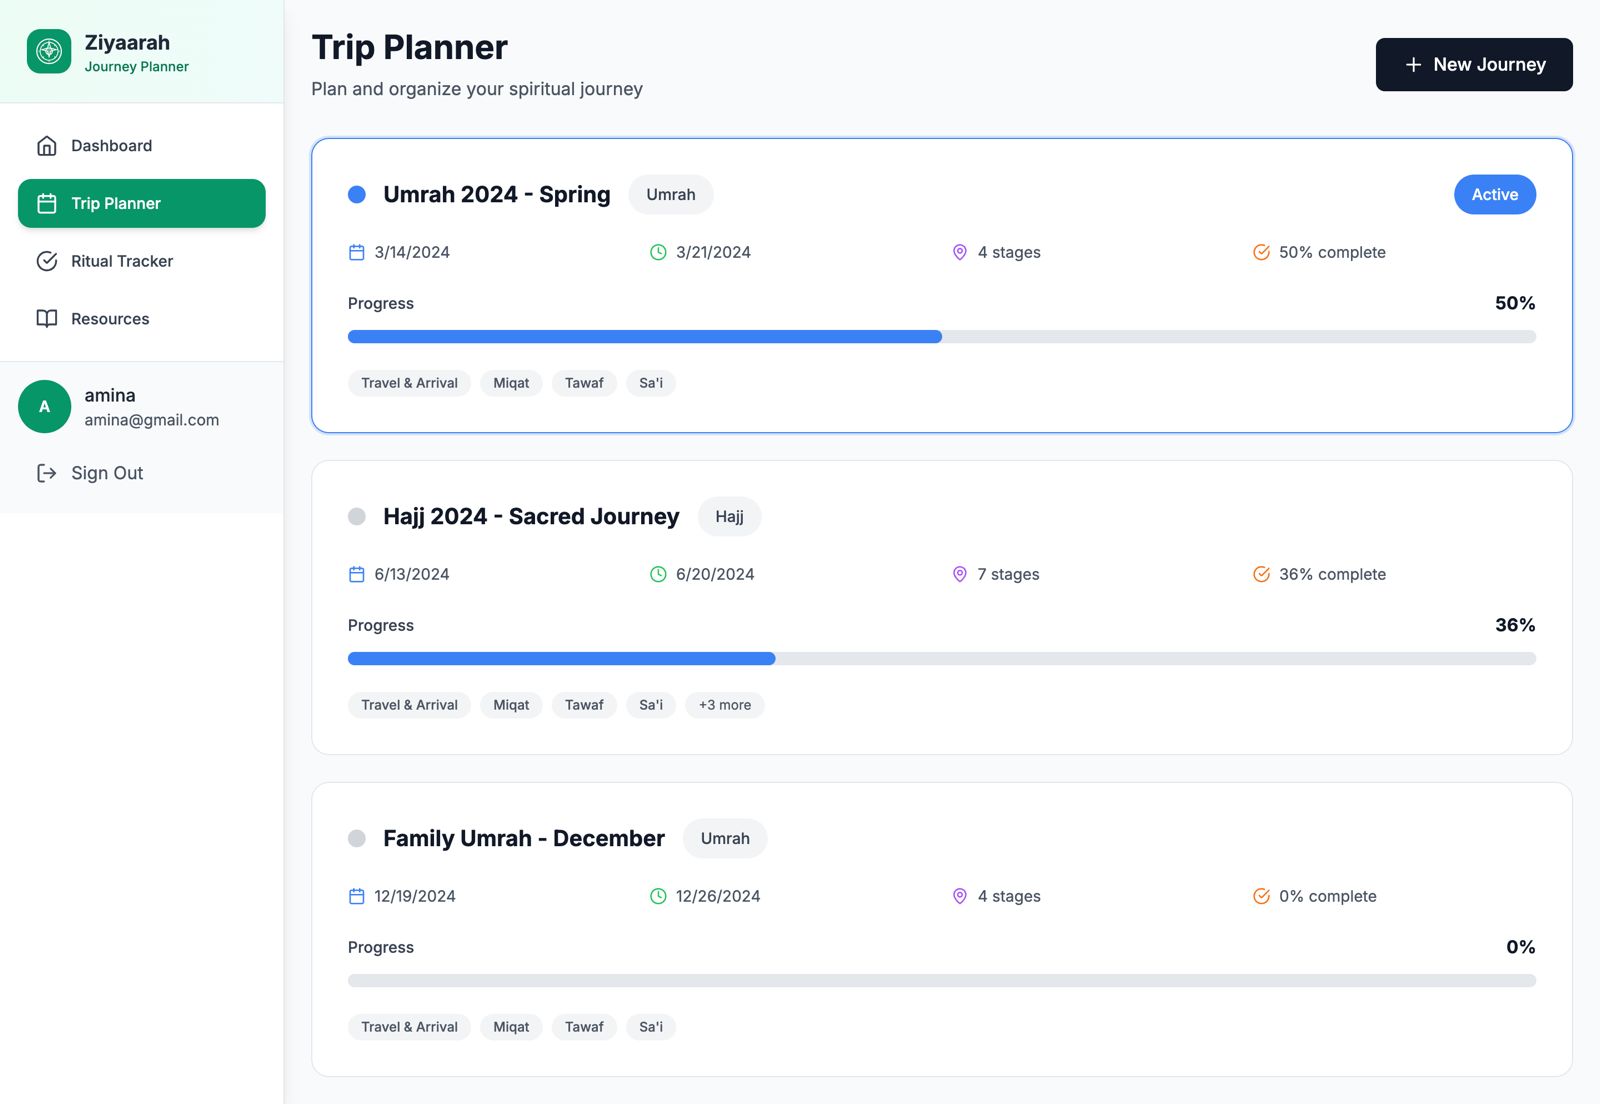 Ziyaarah
Journey Planner
Dashboard
Trip Planner
Ritual Tracker
Resources
A
amina
amina@gmail.com
Sign Out
Trip Planner
Plan and organize your spiritual journey
New Journey
Umrah 2024 - Spring
Umrah
Active
3/14/2024
3/21/2024
4 stages
50% complete
Progress
50%
Travel & Arrival
Miqat
Tawaf
Sa'i
Hajj 2024 - Sacred Journey
Hajj
6/13/2024
6/20/2024
7 stages
36% complete
Progress
36%
Travel & Arrival
Miqat
Tawaf
Sa'i
+3 more
Family Umrah - December
Umrah
12/19/2024
12/26/2024
4 stages
0% complete
Progress
0%
Travel & Arrival
Miqat
Tawaf
Sa'i